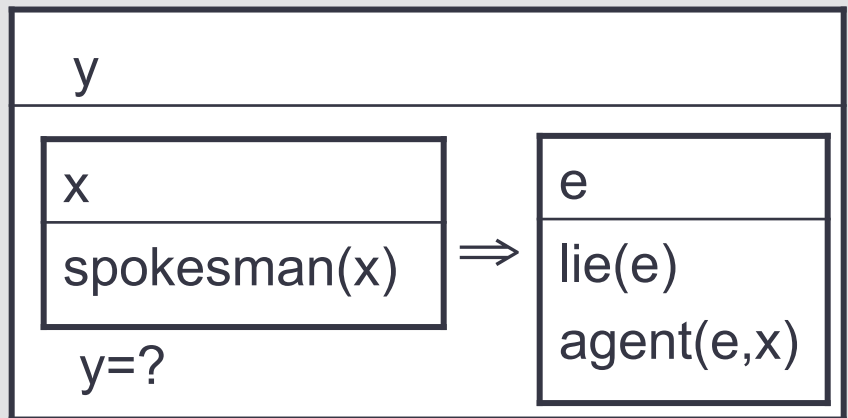 y
x
spokesman(x)
⇒
e
lie(e)
agent(e,x)
y=?